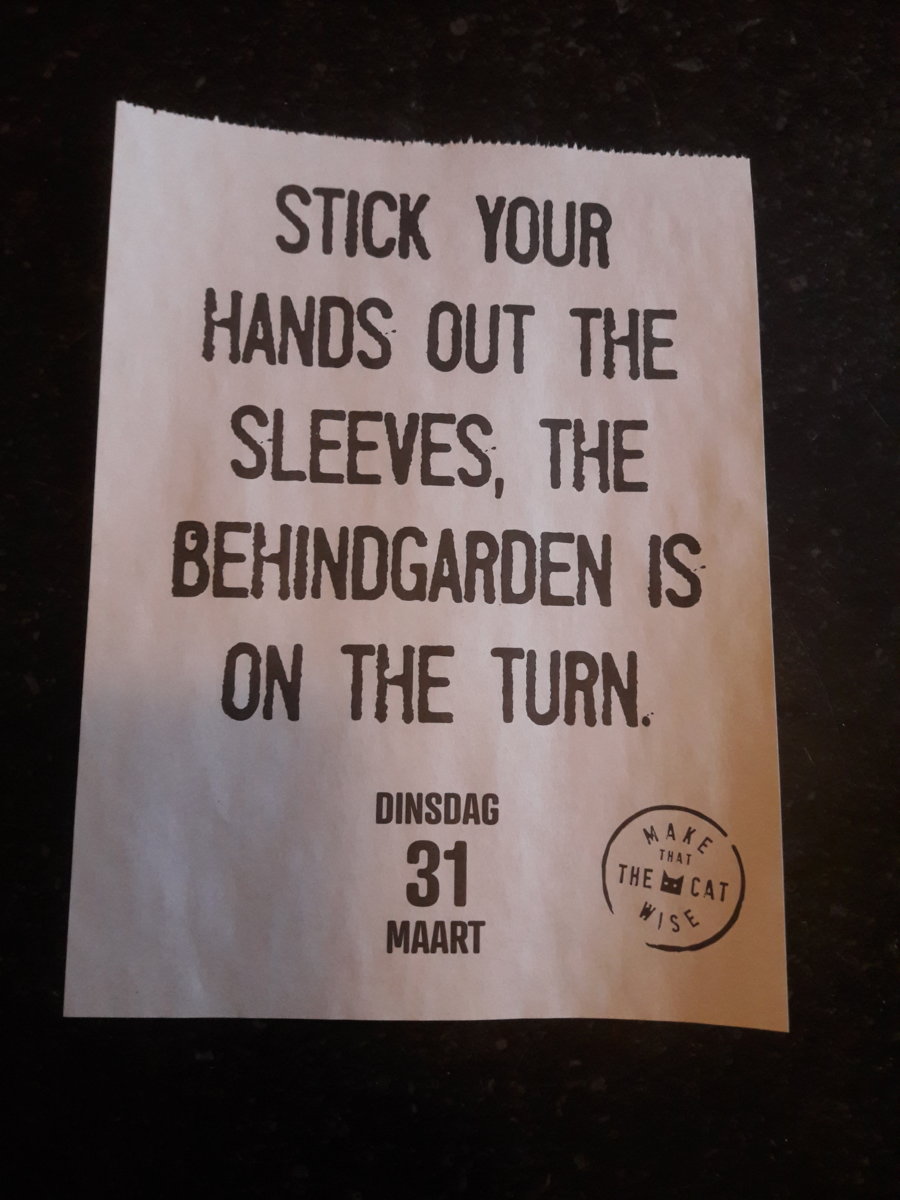 STICK YOUR
HANDS OUT THE
SLEEVES, THE
BEHINDGARDEN IS
ON THE TURN.
DINSDAG
31
MAART
MAKE
THAT
THE CAT
WISE